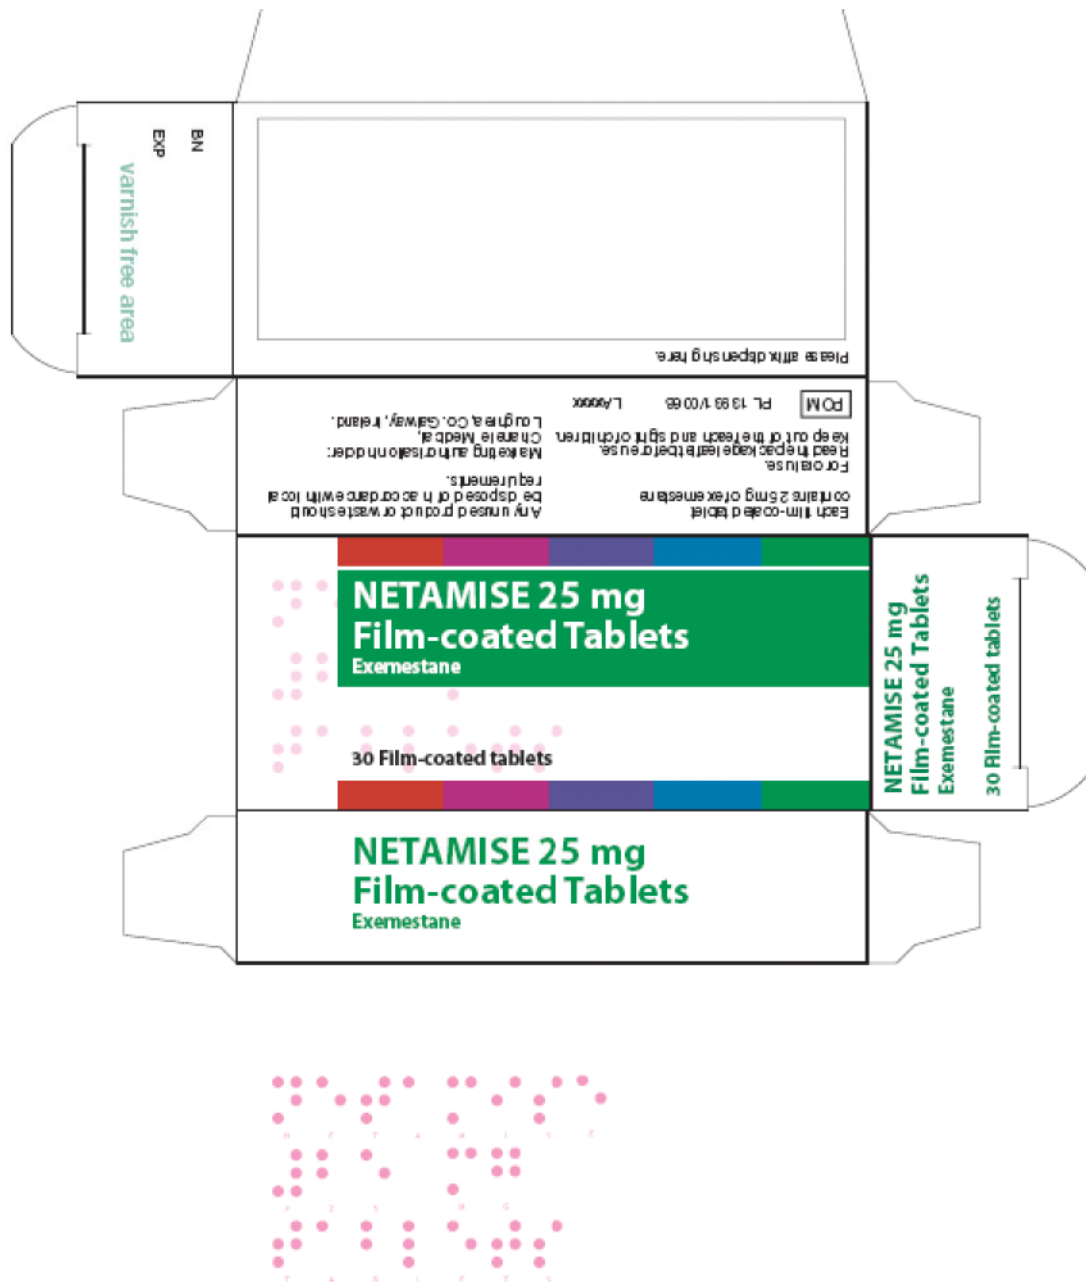 BN
EXP
varnish free area
Please affix dispensing here.
POM PL 13931/0068 LAxxxxx
Each film-coated tablet
contains 25mg of exemestane
For oral use.
Read the package leaflet before use.
Keep out of the reach and sight of children.
Any unused product or waste should
be disposed of in accordance with local
requirements.
Marketing authorisation holder:
Chanelle Medical,
Loughrea, Co. Galway, Ireland.
NETAMISE 25 mg
Film-coated Tablets
Exemestane
30 Film-coated tablets
NETAMISE 25 mg
Film-coated Tablets
Exemestane
30 Film-coated tablets
NETAMISE 25 mg
Film-coated Tablets
Exemestane